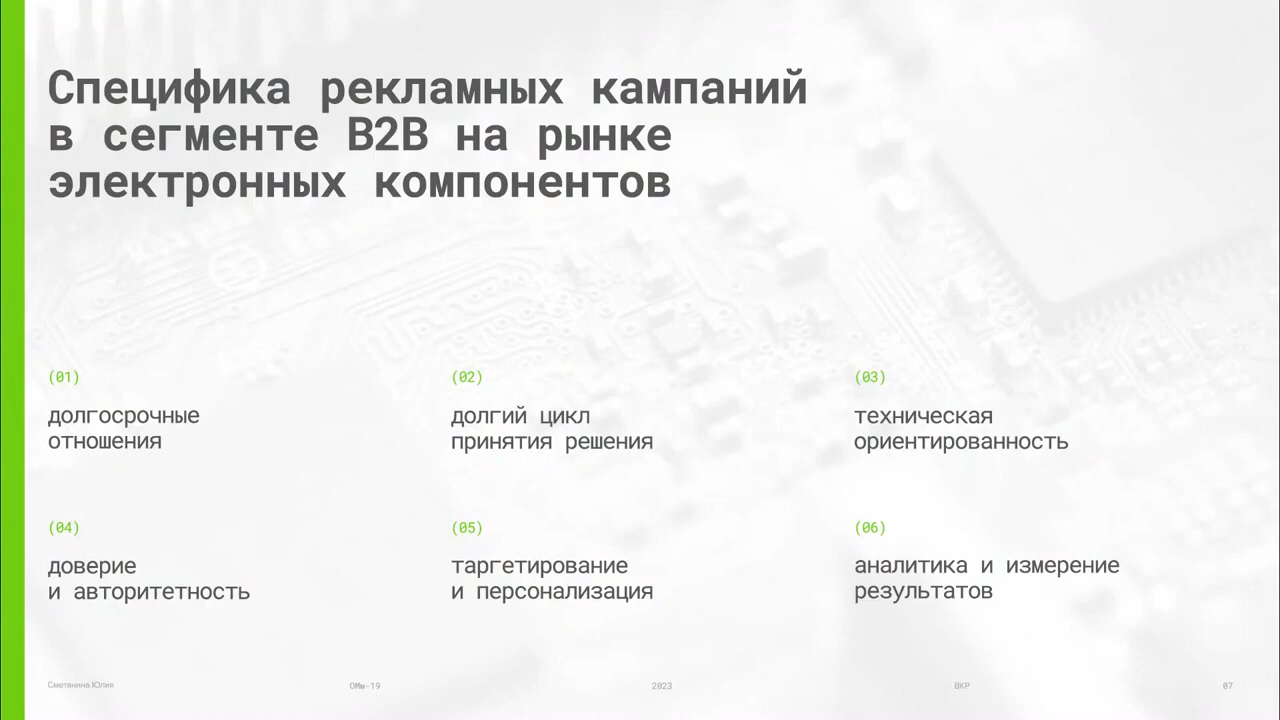 Специфика рекламных кампаний
в сегменте B2B на рынке
электронных компонентов
(01)
долгосрочные
отношения
(02)
долгий цикл
принятия решения
(03)
техническая
ориентированность
(04)
доверие
и авторитетность
(05)
таргетирование
и персонализация
(06)
аналитика и измерение
результатов
Сметанина Юлия
ОМм-19
2023
ВКР
07